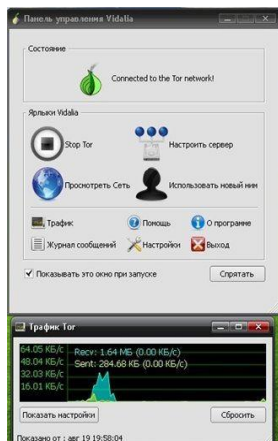 Панель управления Vidalia
Состояние
Connected to the Tor network!
Ярлыки Vidalia
Stop Tor
Настроить сервер
Просмотреть Сеть
Использовать новый ник
Трафик
Помощь
О программе
Журнал сообщений
Настройки
Выход
Показывать это окно при запуске
Спрятать
Трафик Tor
64.05 КБ/с
48.04 КБ/с
32.03 КБ/с
16.01 КБ/с
Recv: 1.64 МБ (0.00 КБ/с)
Sent: 284.68 КБ (0.00 КБ/с)
Показать настройки
Сбросить
Показано от : авг 19 19:58:04